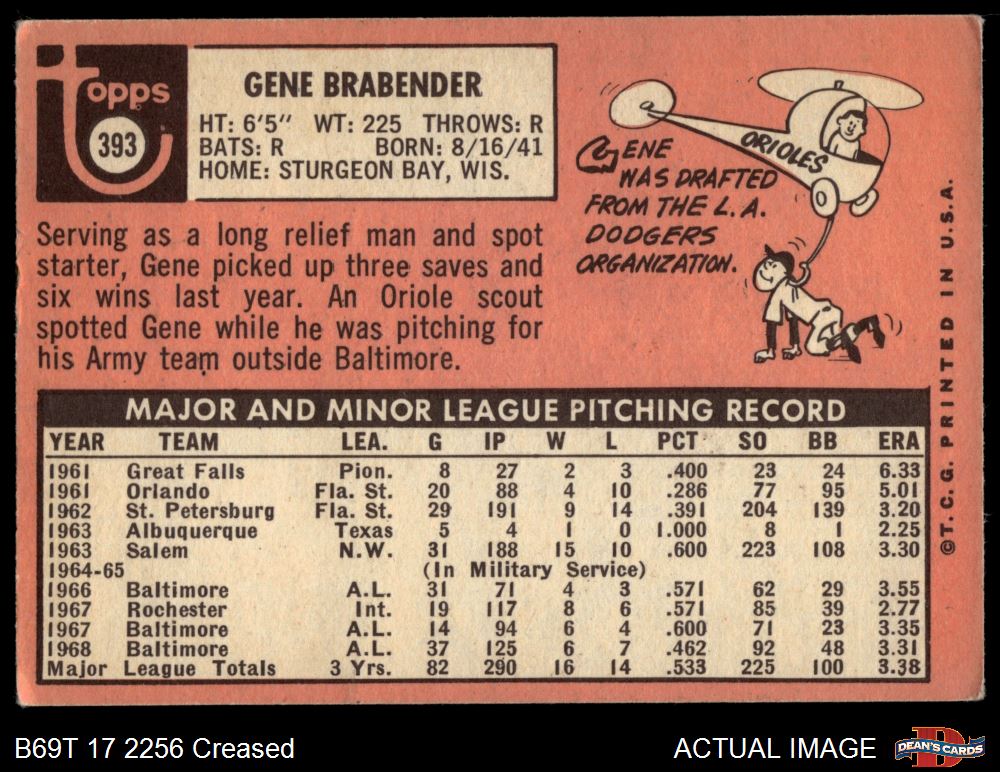 Topps
393
GENE BRABENDER
HT: 6'5" WT: 225 THROWS: R
BATS: R BORN: 8/16/41
HOME: STURGEON BAY, WIS.
Serving as a long relief man and spot
starter, Gene picked up three saves and
six wins last year. An Oriole scout
spotted Gene while he was pitching for
his Army team outside Baltimore.
ORIOLES
GENE
WAS DRAFTED
FROM THE L.A.
DODGERS
ORGANIZATION.
©T. C. G. PRINTED IN U.S.A.
MAJOR AND MINOR LEAGUE PITCHING RECORD
YEAR TEAM LEA. G IP W L PCT SO BB ERA
1961 Great Falls Pion. 8 27 2 3 .400 23 24 6.33
1961 Orlando Fla. St. 20 88 4 10 .286 77 95 5.01
1962 St. Petersburg Fla. St. 29 191 9 14 .391 204 139 3.20
1963 Albuquerque Texas 5 4 1 0 1.000 8 1 2.25
1963 Salem N.W. 31 188 15 10 .600 223 108 3.30
1964-65 (In Military Service)
1966 Baltimore A.L. 31 71 4 3 .571 62 29 3.55
1967 Rochester Int. 19 117 8 6 .571 85 39 2.77
1967 Baltimore A.L. 14 94 6 4 .600 71 23 3.35
1968 Baltimore A.L. 37 125 6 7 .462 92 48 3.31
Major League Totals 3 Yrs. 82 290 16 14 .533 225 100 3.38
B69T 17 2256 Creased
ACTUAL IMAGE
DEAN'S CARDS